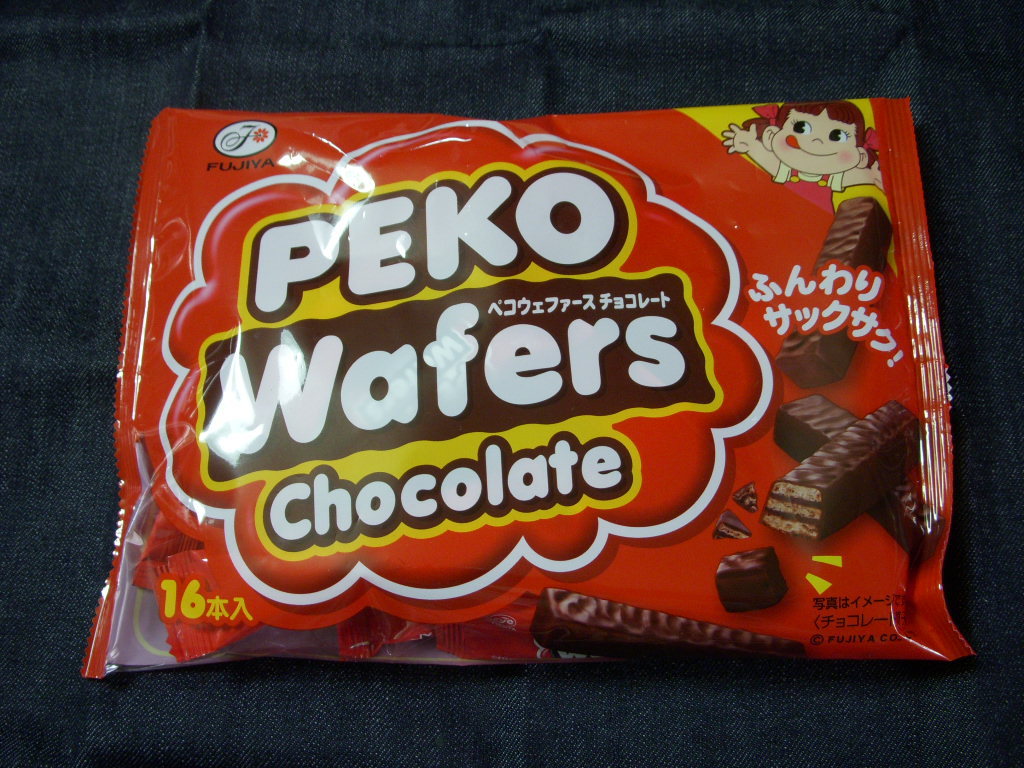 FUJIYA
PEKO
ペコウェファース チョコレート
Wafers
Chocolate
ふんわり
サックサク!
16本入
写真はイメージ
〈チョコレート
© FUJIYA CO.